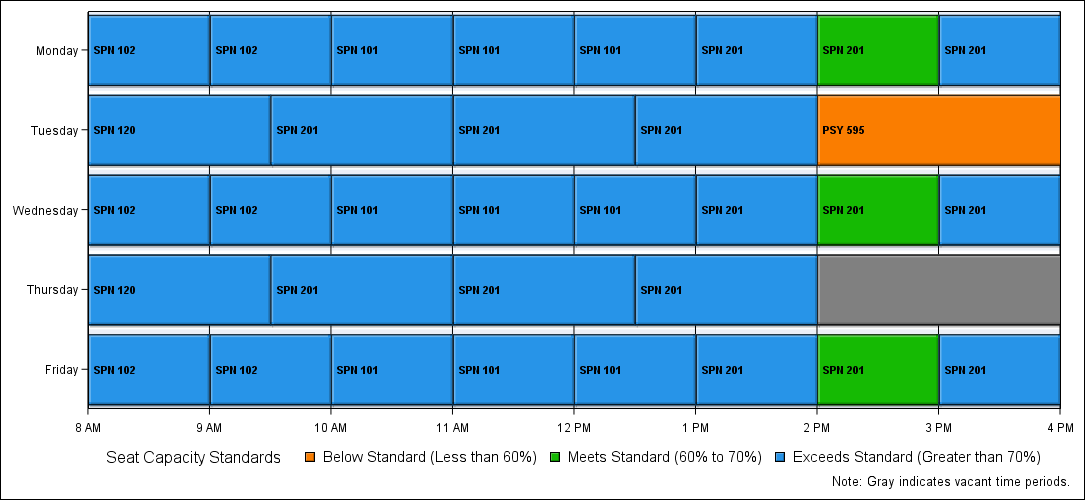 Monday SPN 102 SPN 102 SPN 101 SPN 101 SPN 101 SPN 201 SPN 201 SPN 201
Tuesday SPN 120 SPN 201 SPN 201 SPN 201 PSY 595
Wednesday SPN 102 SPN 102 SPN 101 SPN 101 SPN 101 SPN 201 SPN 201 SPN 201
Thursday SPN 120 SPN 201 SPN 201 SPN 201
Friday SPN 102 SPN 102 SPN 101 SPN 101 SPN 101 SPN 201 SPN 201 SPN 201
8 AM 9 AM 10 AM 11 AM 12 PM 1 PM 2 PM 3 PM 4 PM
Seat Capacity Standards Below Standard (Less than 60%) Meets Standard (60% to 70%) Exceeds Standard (Greater than 70%)
Note: Gray indicates vacant time periods.